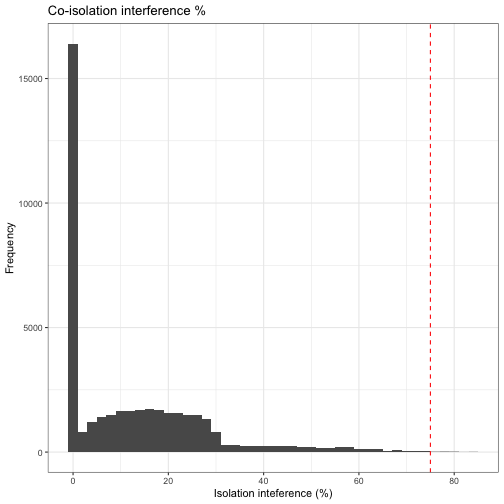 Co-isolation interference %
15000
10000
5000
0
Frequency
0 20 40 60 80
Isolation inteference (%)